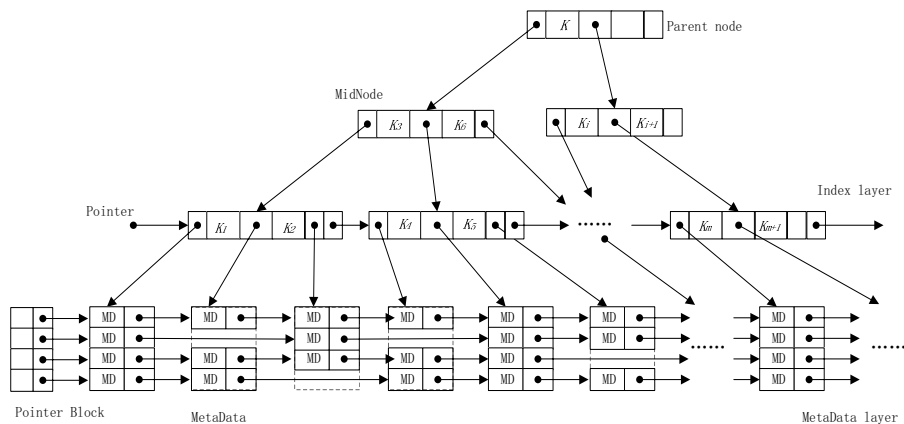 K
Parent node
MidNode
K3 K6
Ki Ki+1
Index layer
Pointer
K1 K2 K4 K5 ...... Km Km+1
MD MD MD MD MD MD MD
MD MD MD MD MD
MD MD MD MD MD MD ...... ......
MD MD MD MD MD MD
Pointer Block
MetaData
MetaData layer